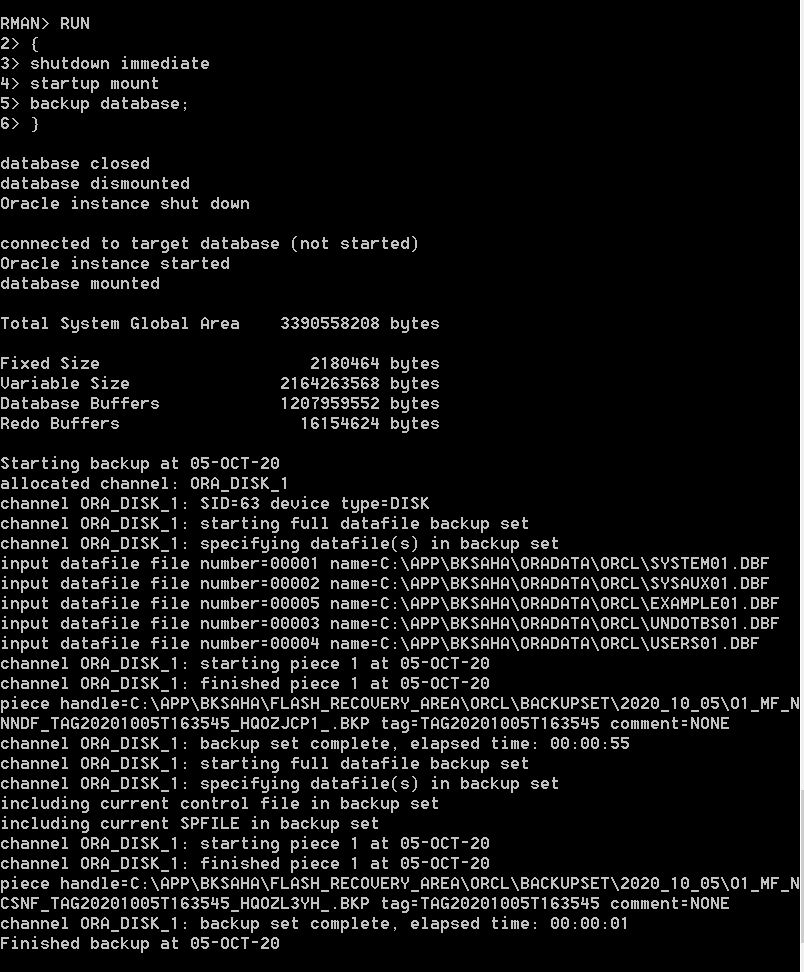 RMAN> RUN
2> {
3> shutdown immediate
4> startup mount
5> backup database;
6> }
database closed
database dismounted
Oracle instance shut down
connected to target database (not started)
Oracle instance started
database mounted
Total System Global Area    3390558208 bytes
Fixed Size                     2180464 bytes
Variable Size               2164263568 bytes
Database Buffers            1207959552 bytes
Redo Buffers                  16154624 bytes
Starting backup at 05-OCT-20
allocated channel: ORA_DISK_1
channel ORA_DISK_1: SID=63 device type=DISK
channel ORA_DISK_1: starting full datafile backup set
channel ORA_DISK_1: specifying datafile(s) in backup set
input datafile file number=00001 name=C:\APP\BKSAHA\ORADATA\ORCL\SYSTEM01.DBF
input datafile file number=00002 name=C:\APP\BKSAHA\ORADATA\ORCL\SYSAUX01.DBF
input datafile file number=00005 name=C:\APP\BKSAHA\ORADATA\ORCL\EXAMPLE01.DBF
input datafile file number=00003 name=C:\APP\BKSAHA\ORADATA\ORCL\UNDOTBS01.DBF
input datafile file number=00004 name=C:\APP\BKSAHA\ORADATA\ORCL\USERS01.DBF
channel ORA_DISK_1: starting piece 1 at 05-OCT-20
channel ORA_DISK_1: finished piece 1 at 05-OCT-20
piece handle=C:\APP\BKSAHA\FLASH_RECOVERY_AREA\ORCL\BACKUPSET\2020_10_05\O1_MF_N
NNDF_TAG20201005T163545_HQOZJCP1_.BKP tag=TAG20201005T163545 comment=NONE
channel ORA_DISK_1: backup set complete, elapsed time: 00:00:55
channel ORA_DISK_1: starting full datafile backup set
channel ORA_DISK_1: specifying datafile(s) in backup set
including current control file in backup set
including current SPFILE in backup set
channel ORA_DISK_1: starting piece 1 at 05-OCT-20
channel ORA_DISK_1: finished piece 1 at 05-OCT-20
piece handle=C:\APP\BKSAHA\FLASH_RECOVERY_AREA\ORCL\BACKUPSET\2020_10_05\O1_MF_N
CSNF_TAG20201005T163545_HQOZL3YH_.BKP tag=TAG20201005T163545 comment=NONE
channel ORA_DISK_1: backup set complete, elapsed time: 00:00:01
Finished backup at 05-OCT-20